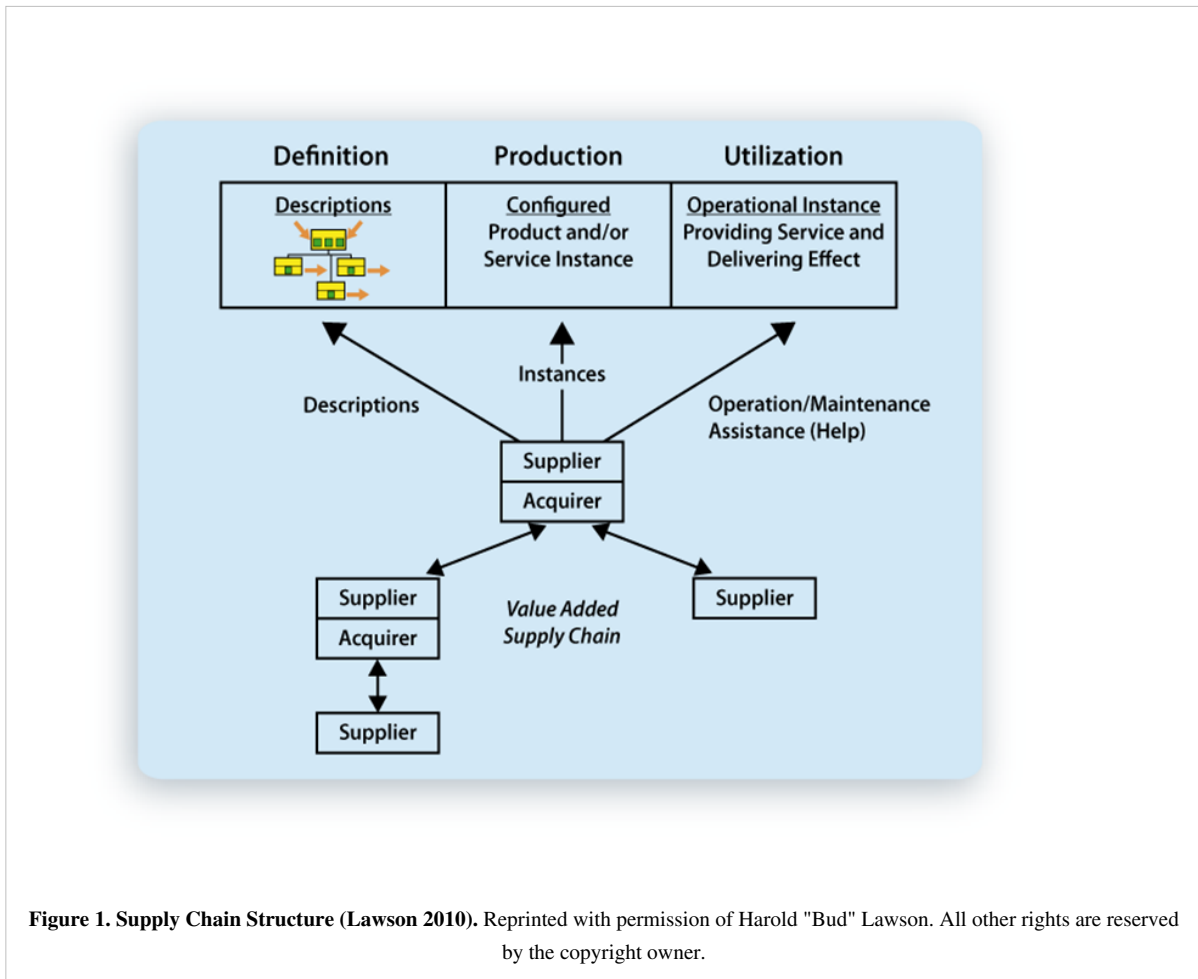 Definition
Production
Utilization
Descriptions
Configured
Product and/or
Service Instance
Operational Instance
Providing Service and
Delivering Effect
Descriptions
Instances
Operation/Maintenance
Assistance (Help)
Supplier
Acquirer
Supplier
Acquirer
Value Added
Supply Chain
Supplier
Supplier
Figure 1. Supply Chain Structure (Lawson 2010). Reprinted with permission of Harold "Bud" Lawson. All other rights are reserved
by the copyright owner.